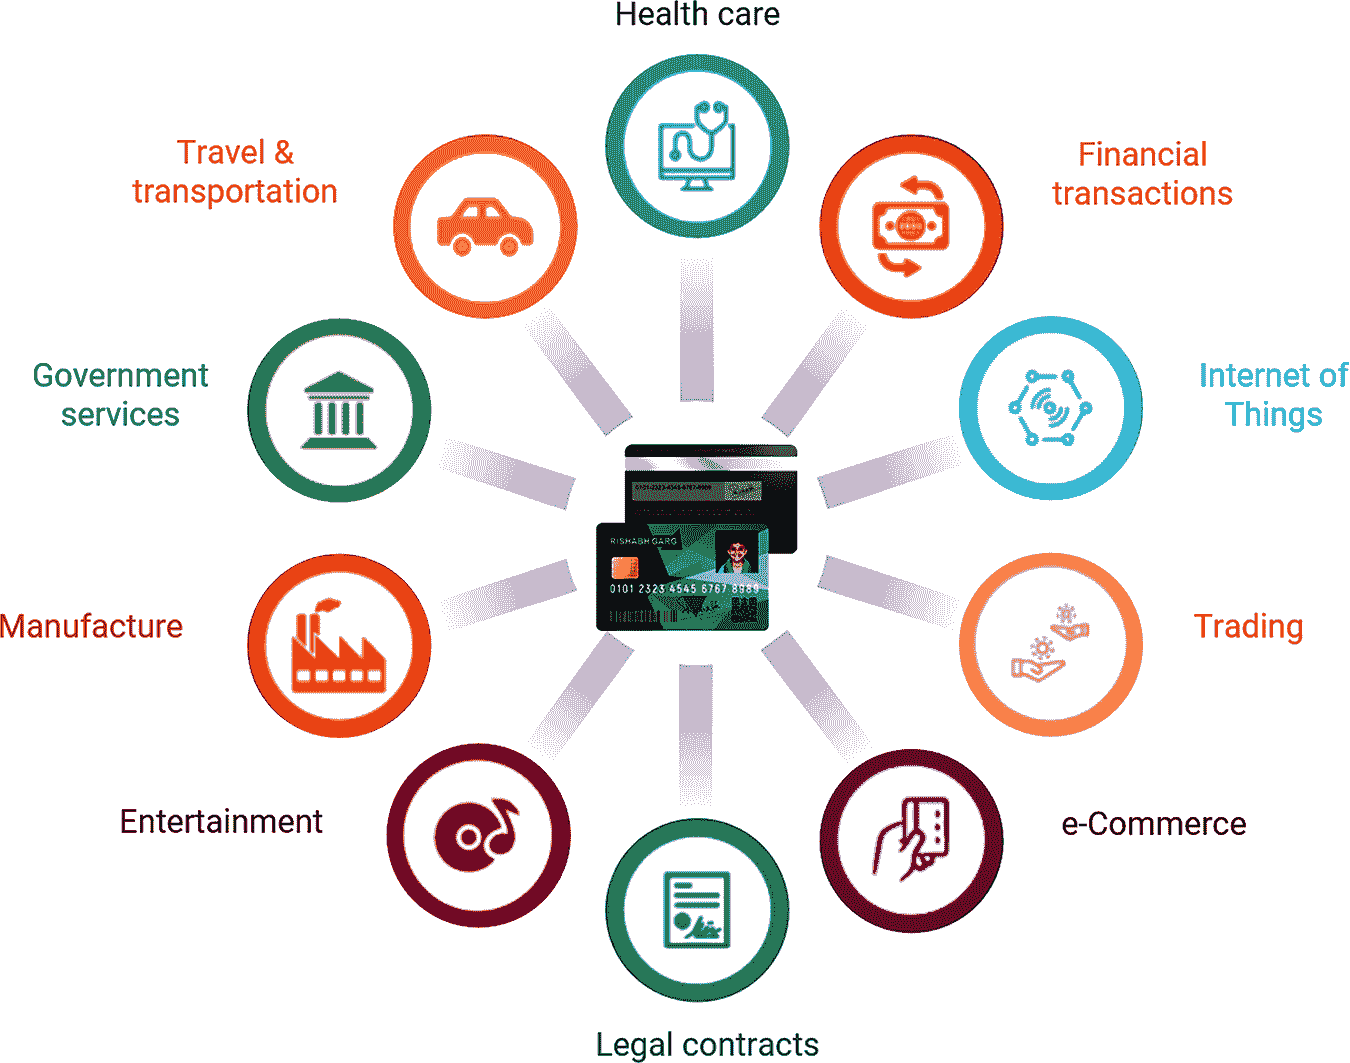 Health care
Travel &
transportation
Financial
transactions
Government
services
Internet of
Things
RISHABH GARG
0101 2323 4545 6767 8989
Manufacture
Trading
Entertainment
e-Commerce
Legal contracts